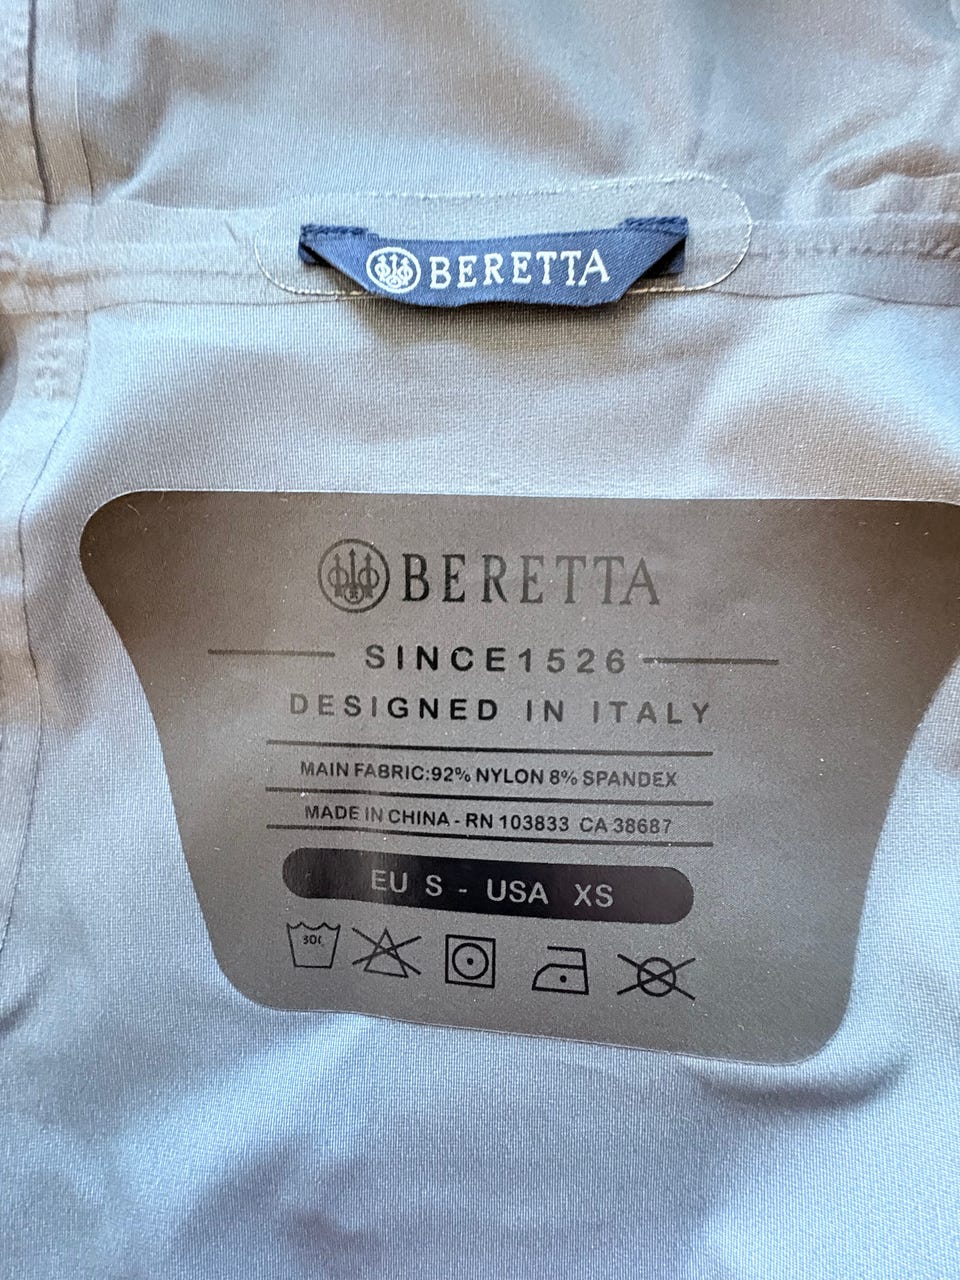 BERETTA
BERETTA
SINCE1526
DESIGNED IN ITALY
MAIN FABRIC:92% NYLON 8% SPANDEX
MADE IN CHINA - RN 103833 CA 38687
EU S - USA XS
30C